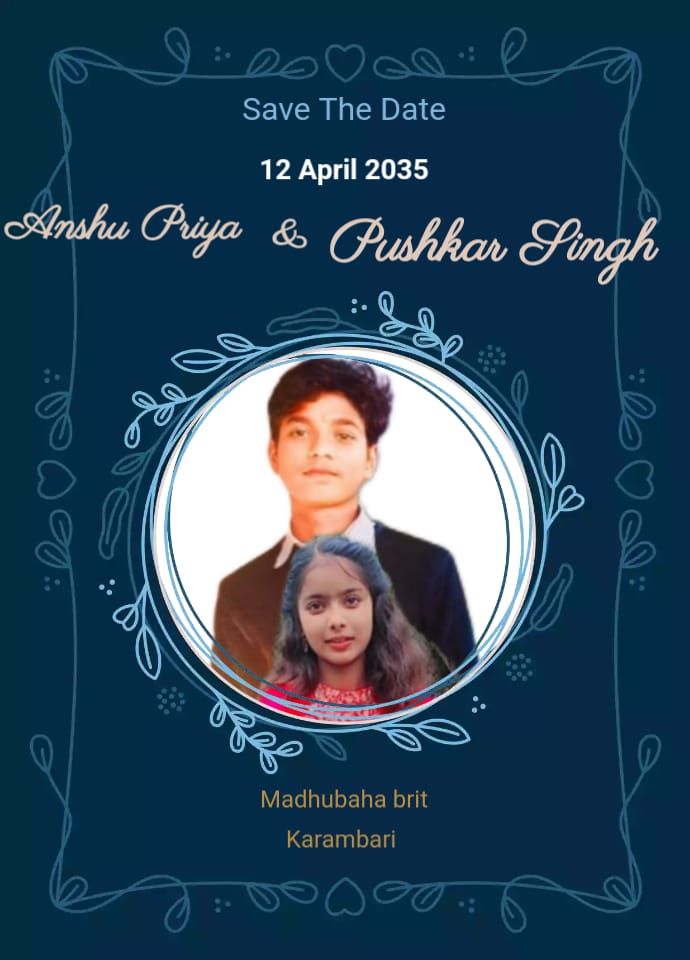 Save The Date
12 April 2035
Anshu Priya & Pushkar Singh
Madhubaha brit
Karambari